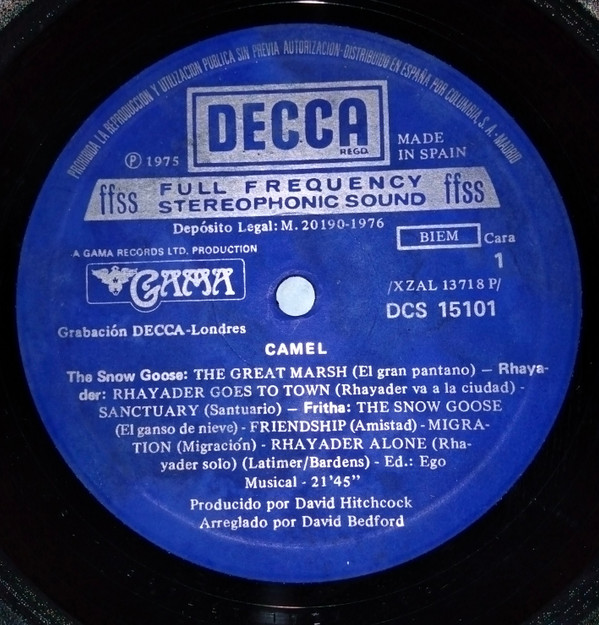 PROHIBIDA LA REPRODUCCION Y UTILIZACION PUBLICA SIN PREVIA AUTORIZACION-DISTRIBUIDO EN ESPAÑA POR COLUMBIA S.A.-MADRID
DECCA
REGD.
Ⓟ 1975
MADE
IN SPAIN
ffss
FULL FREQUENCY
STEREOPHONIC SOUND
ffss
Depósito Legal: M. 20190-1976
BIEM
Cara
1
A GAMA RECORDS LTD. PRODUCTION
GAMA
/XZAL 13718 P/
DCS 15101
Grabación DECCA-Londres
CAMEL
The Snow Goose: THE GREAT MARSH (El gran pantano) — Rhaya-
der: RHAYADER GOES TO TOWN (Rhayader va a la ciudad) -
SANCTUARY (Santuario) — Fritha: THE SNOW GOOSE
(El ganso de nieve) - FRIENDSHIP (Amistad) - MIGRA-
TION (Migración) - RHAYADER ALONE (Rha-
yader solo) (Latimer/Bardens) - Ed.: Ego
Musical - 21'45"
Producido por David Hitchcock
Arreglado por David Bedford